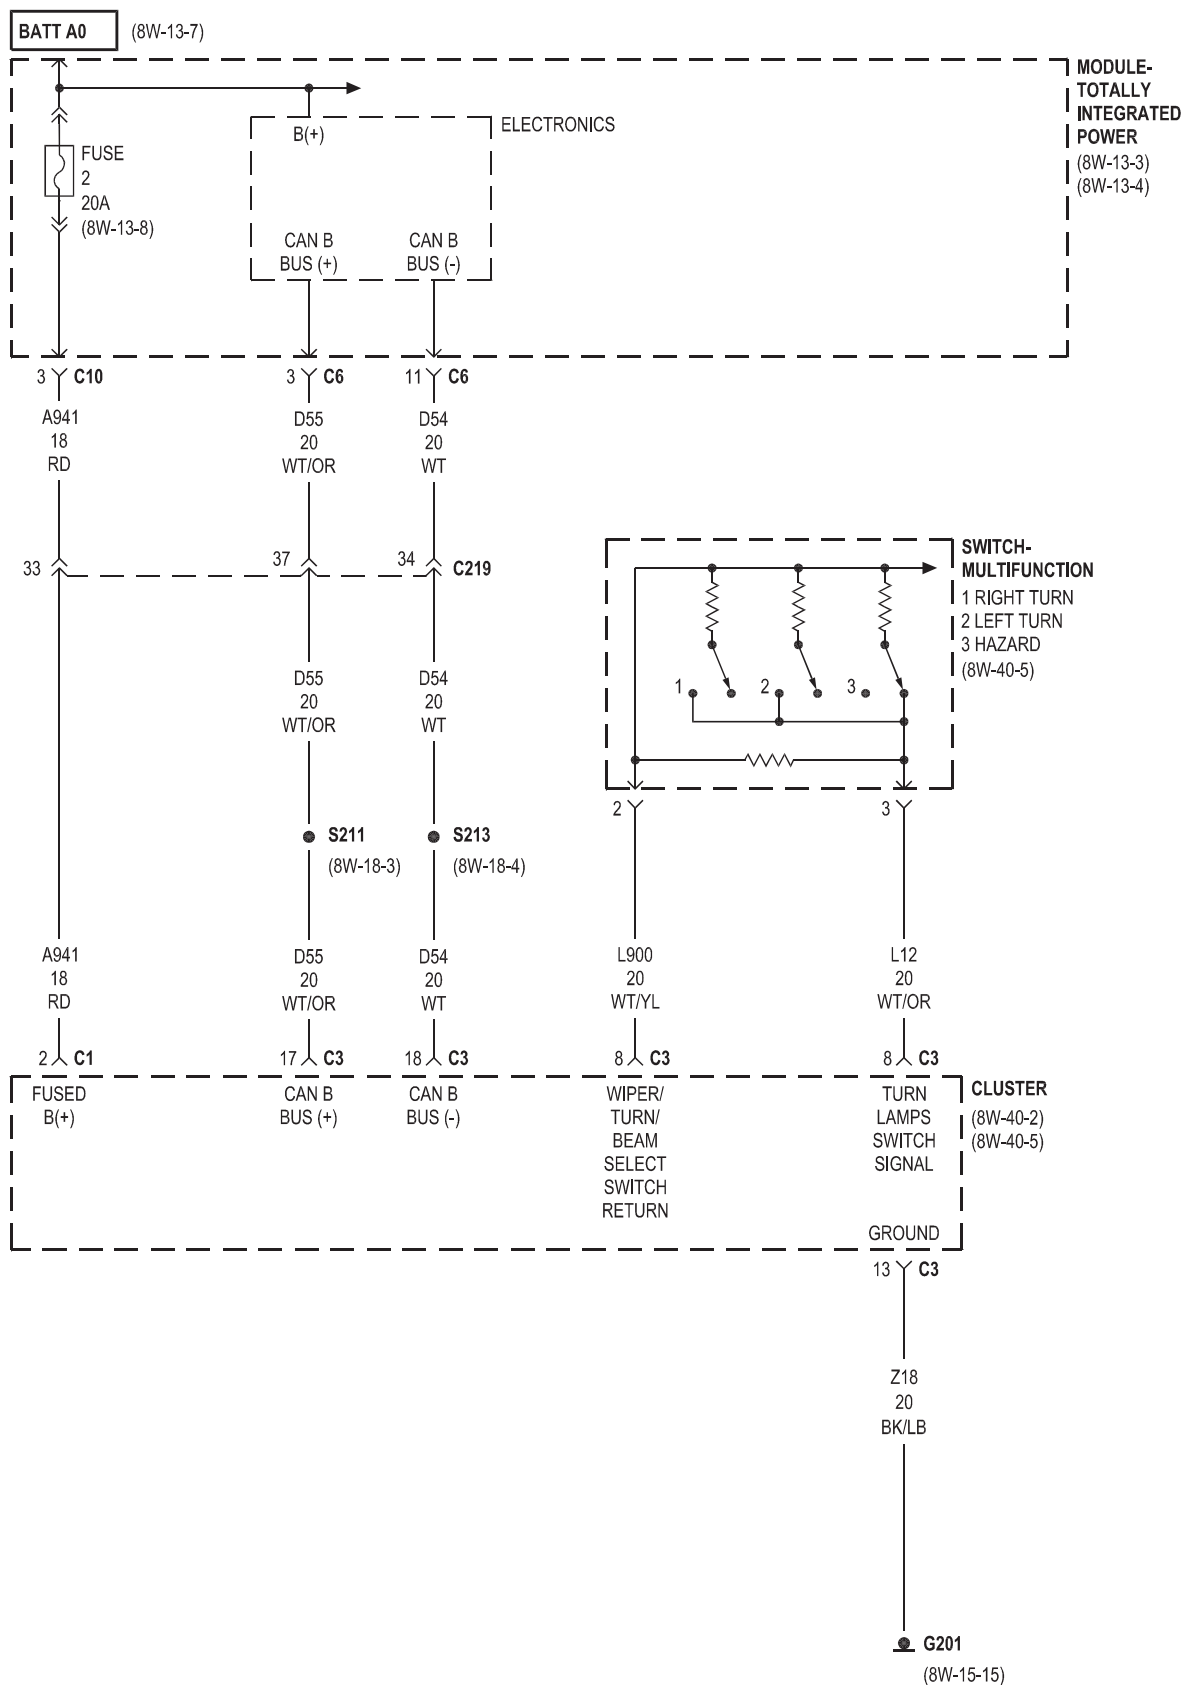 BATT A0 (8W-13-7)
MODULE-
TOTALLY
INTEGRATED
POWER
(8W-13-3)
(8W-13-4)
B(+)
ELECTRONICS
FUSE
2
20A
(8W-13-8)
CAN B
BUS (+)
CAN B
BUS (-)
3 C10
3 C6
11 C6
A941
18
RD
D55
20
WT/OR
D54
20
WT
33
37
34
C219
SWITCH-
MULTIFUNCTION
1 RIGHT TURN
2 LEFT TURN
3 HAZARD
(8W-40-5)
1
2
3
D55
20
WT/OR
D54
20
WT
2
3
S211
(8W-18-3)
S213
(8W-18-4)
A941
18
RD
D55
20
WT/OR
D54
20
WT
L900
20
WT/YL
L12
20
WT/OR
2 C1
17 C3
18 C3
8 C3
8 C3
FUSED
B(+)
CAN B
BUS (+)
CAN B
BUS (-)
WIPER/
TURN/
BEAM
SELECT
SWITCH
RETURN
TURN
LAMPS
SWITCH
SIGNAL
CLUSTER
(8W-40-2)
(8W-40-5)
GROUND
13 C3
Z18
20
BK/LB
G201
(8W-15-15)